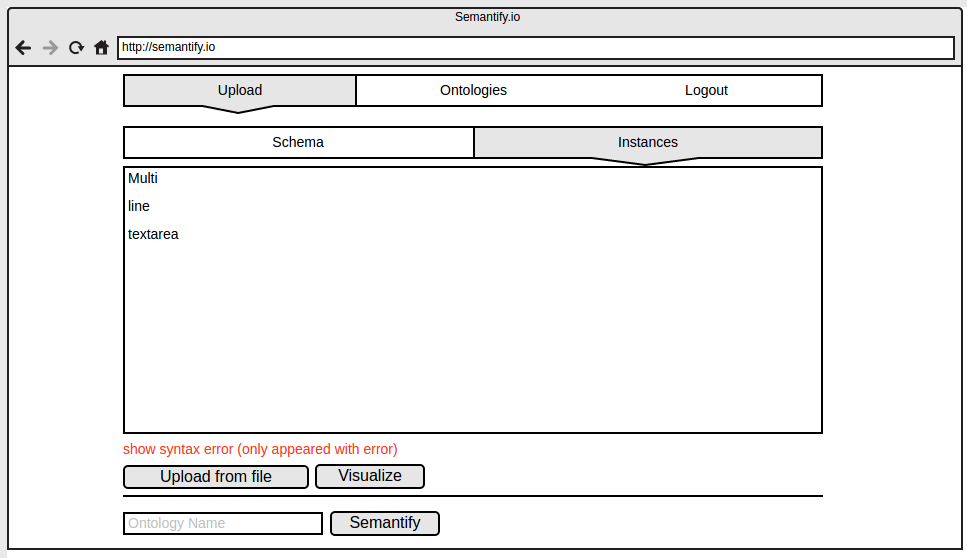 Semantify.io
http://semantify.io
Upload Ontologies Logout
Schema Instances
Multi
line
textarea
show syntax error (only appeared with error)
Upload from file Visualize
Ontology Name Semantify